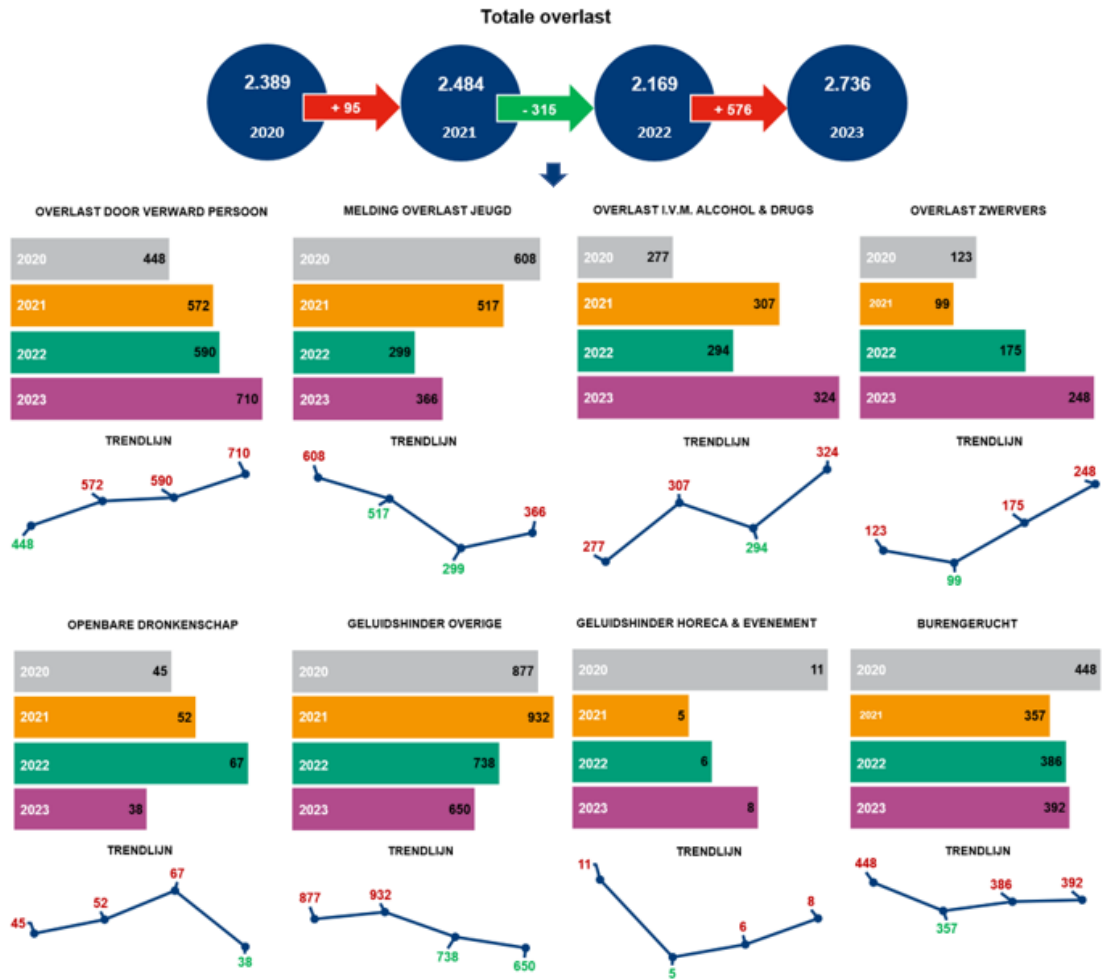 Totale overlast
2.389 2.484 2.169 2.736
+ 95 - 315 + 576
2020 2021 2022 2023
OVERLAST DOOR VERWARD PERSOON
2020 448
2021 572
2022 590
2023 710
TRENDLIJN
448 572 590 710
MELDING OVERLAST JEUGD
2020 608
2021 517
2022 299
2023 366
TRENDLIJN
608 517 299 366
OVERLAST I.V.M. ALCOHOL & DRUGS
2020 277
2021 307
2022 294
2023 324
TRENDLIJN
277 307 294 324
OVERLAST ZWERVERS
2020 123
2021 99
2022 175
2023 248
TRENDLIJN
123 99 175 248
OPENBARE DRONKENSCHAP
2020 45
2021 52
2022 67
2023 38
TRENDLIJN
45 52 67 38
GELUIDSHINDER OVERIGE
2020 877
2021 932
2022 738
2023 650
TRENDLIJN
877 932 738 650
GELUIDSHINDER HORECA & EVENEMENT
2020 11
2021 5
2022 6
2023 8
TRENDLIJN
11 5 6 8
BURENGERUCHT
2020 448
2021 357
2022 386
2023 392
TRENDLIJN
448 357 386 392